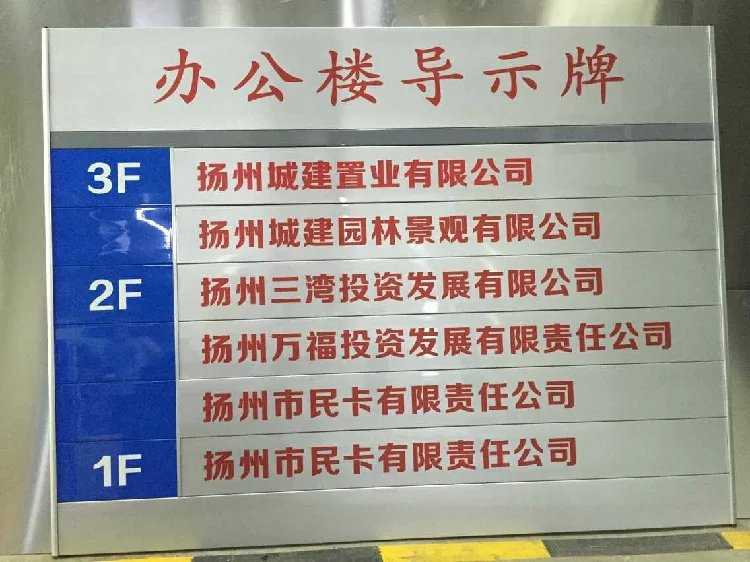 办公楼导示牌
3F 扬州城建置业有限公司
扬州城建园林景观有限公司
2F 扬州三湾投资发展有限公司
扬州万福投资发展有限责任公司
扬州市民卡有限责任公司
1F 扬州市民卡有限责任公司